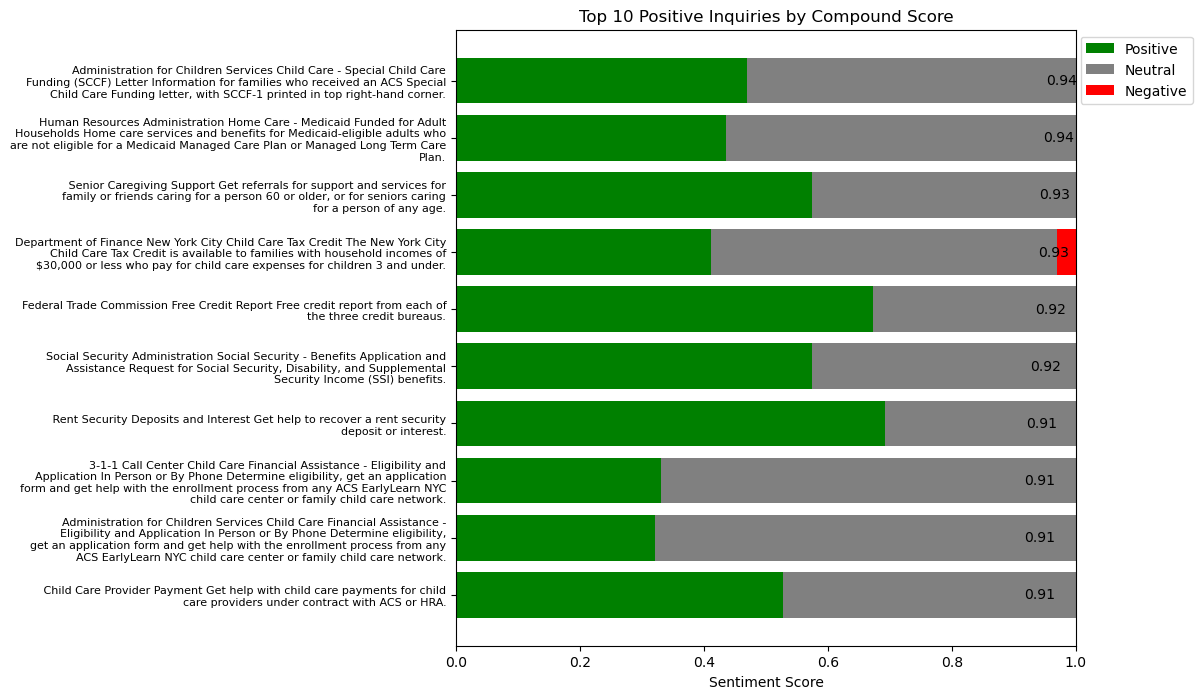 Top 10 Positive Inquiries by Compound Score
Positive
Neutral
Negative
Administration for Children Services Child Care - Special Child Care
Funding (SCCF) Letter Information for families who received an ACS Special
Child Care Funding letter, with SCCF-1 printed in top right-hand corner.
0.94
Human Resources Administration Home Care - Medicaid Funded for Adult
Households Home care services and benefits for Medicaid-eligible adults who
are not eligible for a Medicaid Managed Care Plan or Managed Long Term Care
Plan.
0.94
Senior Caregiving Support Get referrals for support and services for
family or friends caring for a person 60 or older, or for seniors caring
for a person of any age.
0.93
Department of Finance New York City Child Care Tax Credit The New York City
Child Care Tax Credit is available to families with household incomes of
$30,000 or less who pay for child care expenses for children 3 and under.
0.93
Federal Trade Commission Free Credit Report Free credit report from each of
the three credit bureaus.
0.92
Social Security Administration Social Security - Benefits Application and
Assistance Request for Social Security, Disability, and Supplemental
Security Income (SSI) benefits.
0.92
Rent Security Deposits and Interest Get help to recover a rent security
deposit or interest.
0.91
3-1-1 Call Center Child Care Financial Assistance - Eligibility and
Application In Person or By Phone Determine eligibility, get an application
form and get help with the enrollment process from any ACS EarlyLearn NYC
child care center or family child care network.
0.91
Administration for Children Services Child Care Financial Assistance -
Eligibility and Application In Person or By Phone Determine eligibility,
get an application form and get help with the enrollment process from any
ACS EarlyLearn NYC child care center or family child care network.
0.91
Child Care Provider Payment Get help with child care payments for child
care providers under contract with ACS or HRA.
0.91
0.0 0.2 0.4 0.6 0.8 1.0
Sentiment Score